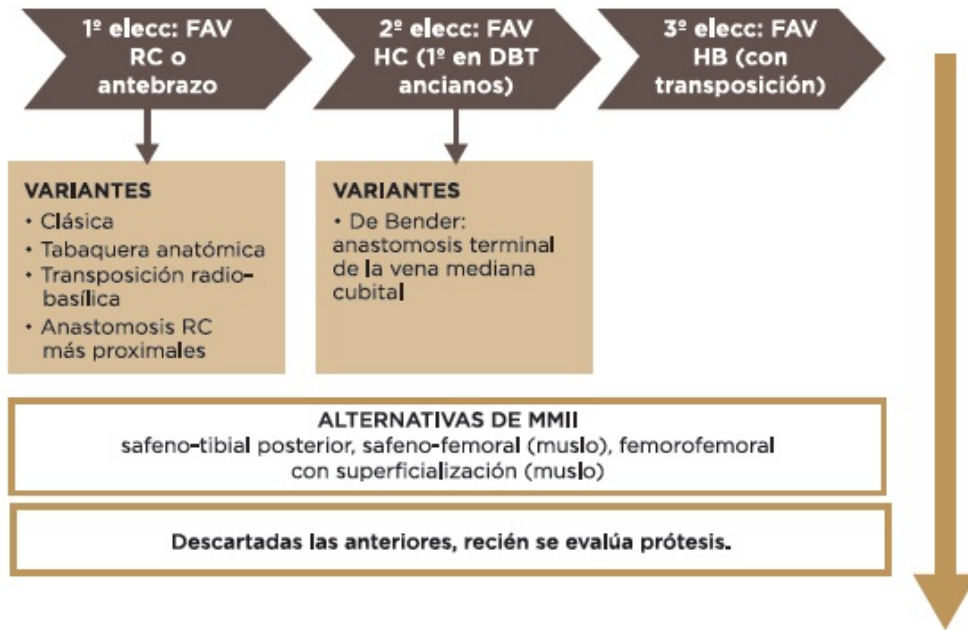 1º elecc: FAV
RC o
antebrazo
2º elecc: FAV
HC (1º en DBT
ancianos)
3º elecc: FAV
HB (con
transposición)
VARIANTES
• Clásica
• Tabaquera anatómica
• Transposición radio-
basílica
• Anastomosis RC
más proximales
VARIANTES
• De Bender:
anastomosis terminal
de la vena mediana
cubital
ALTERNATIVAS DE MMII
safeno-tibial posterior, safeno-femoral (muslo), femorofemoral
con superficialización (muslo)
Descartadas las anteriores, recién se evalúa prótesis.